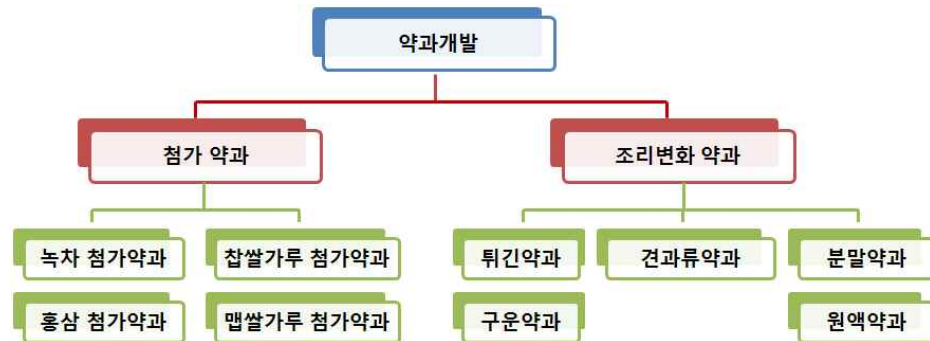 약과개발
첨가 약과
조리변화 약과
녹차 첨가약과
찹쌀가루 첨가약과
튀긴약과
견과류약과
분말약과
홍삼 첨가약과
맵쌀가루 첨가약과
구운약과
원액약과